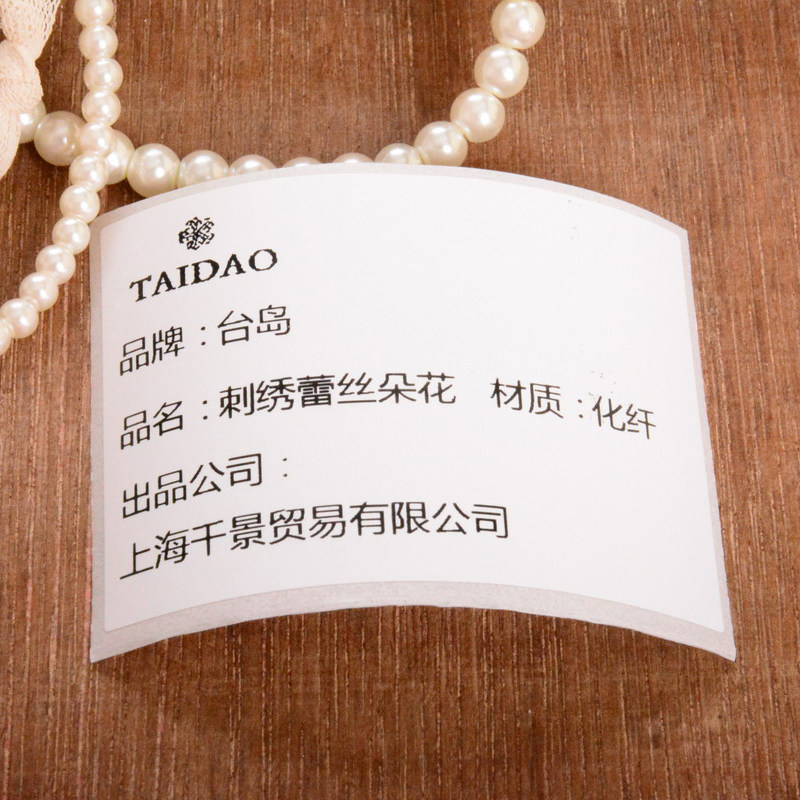 TAIDAO
品牌：台岛
品名：刺绣蕾丝朵花 材质：化纤
出品公司：
上海千景贸易有限公司